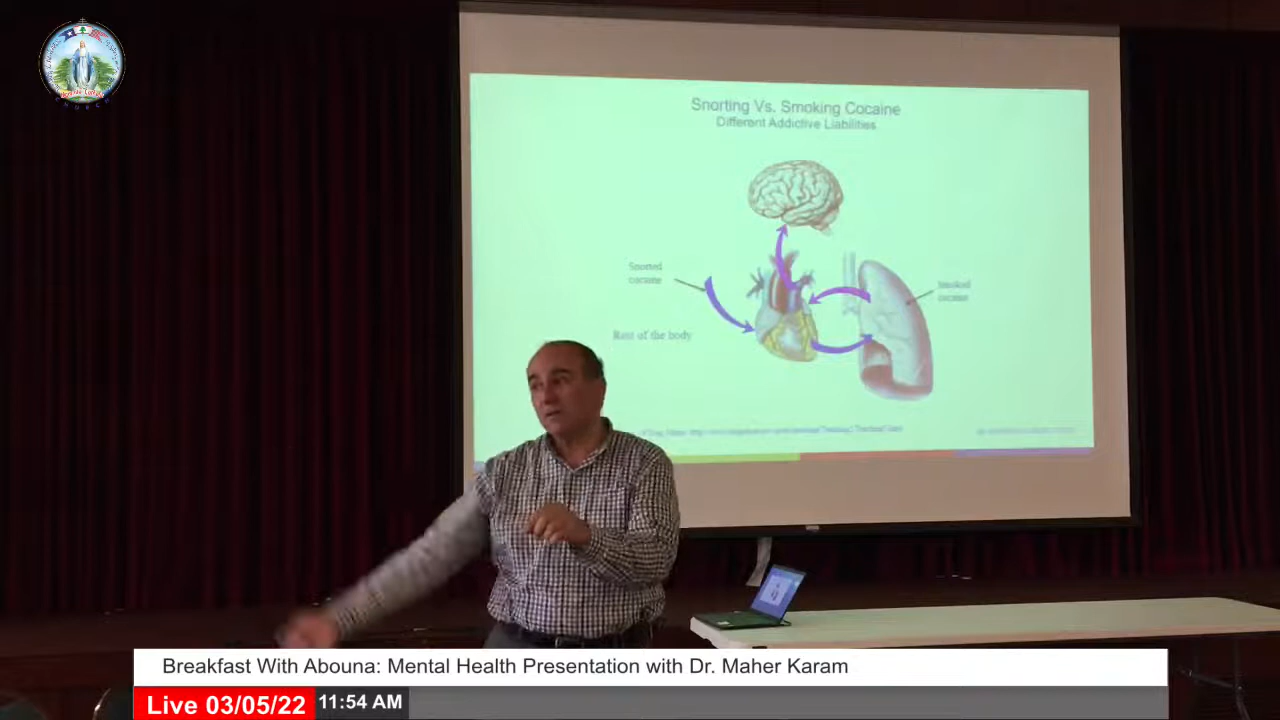 Snorting Vs. Smoking Cocaine
Different Addictive Liabilities
Snorted
cocaine
Smoked
cocaine
Rest of the body
CHURCH
Breakfast With Abouna: Mental Health Presentation with Dr. Maher Karam
Live 03/05/22
11:54 AM